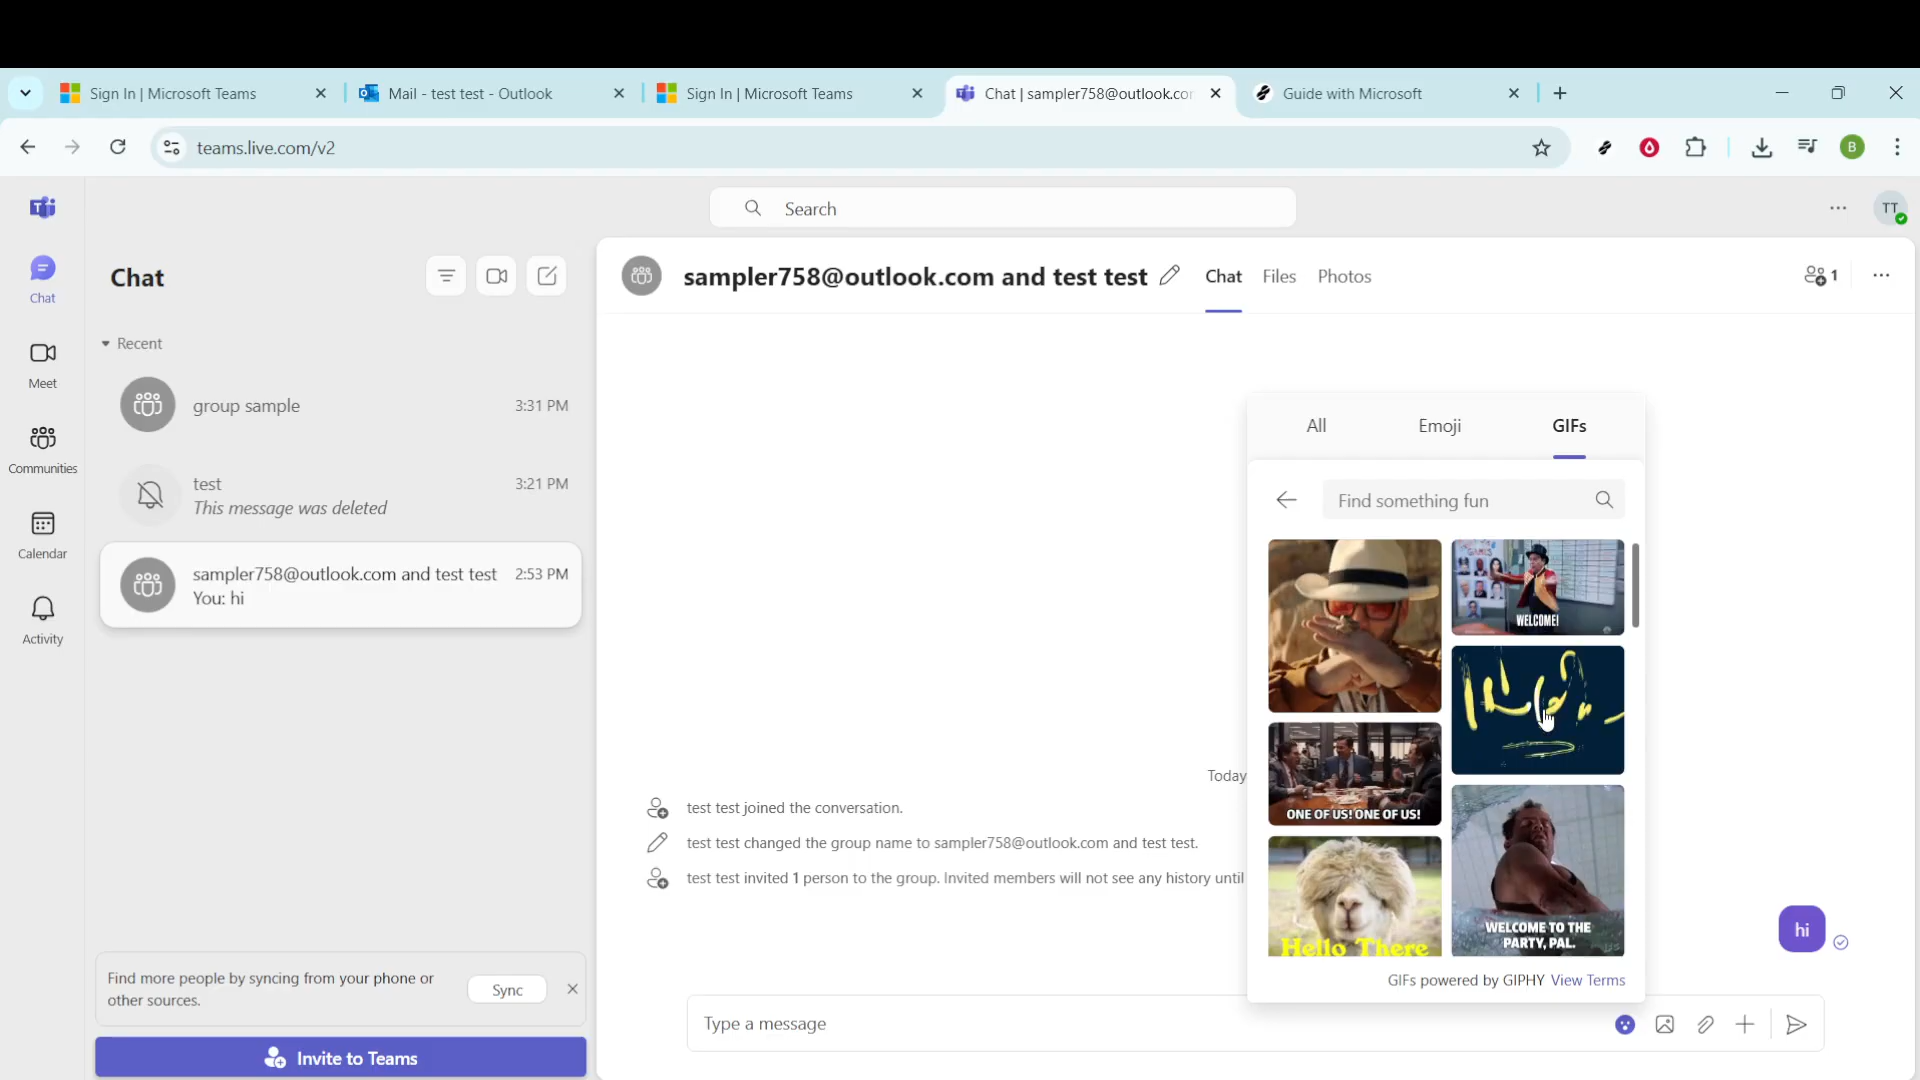 Sign In | Microsoft Teams
Mail - test test - Outlook
Sign In | Microsoft Teams
Chat | sampler758@outlook.co
Guide with Microsoft
teams.live.com/v2
B
Search
TT
Chat
Chat
Meet
Communities
Calendar
Activity
Recent
group sample
3:31 PM
test
3:21 PM
This message was deleted
sampler758@outlook.com and test test
2:53 PM
You: hi
Find more people by syncing from your phone or
other sources.
Sync
Invite to Teams
sampler758@outlook.com and test test
Chat
Files
Photos
1
Today
test test joined the conversation.
test test changed the group name to sampler758@outlook.com and test test.
test test invited 1 person to the group. Invited members will not see any history until
hi
Type a message
All
Emoji
GIFs
Find something fun
WELCOME!
ONE OF US! ONE OF US!
Hello There
WELCOME TO THE
PARTY, PAL.
GIFs powered by GIPHY View Terms